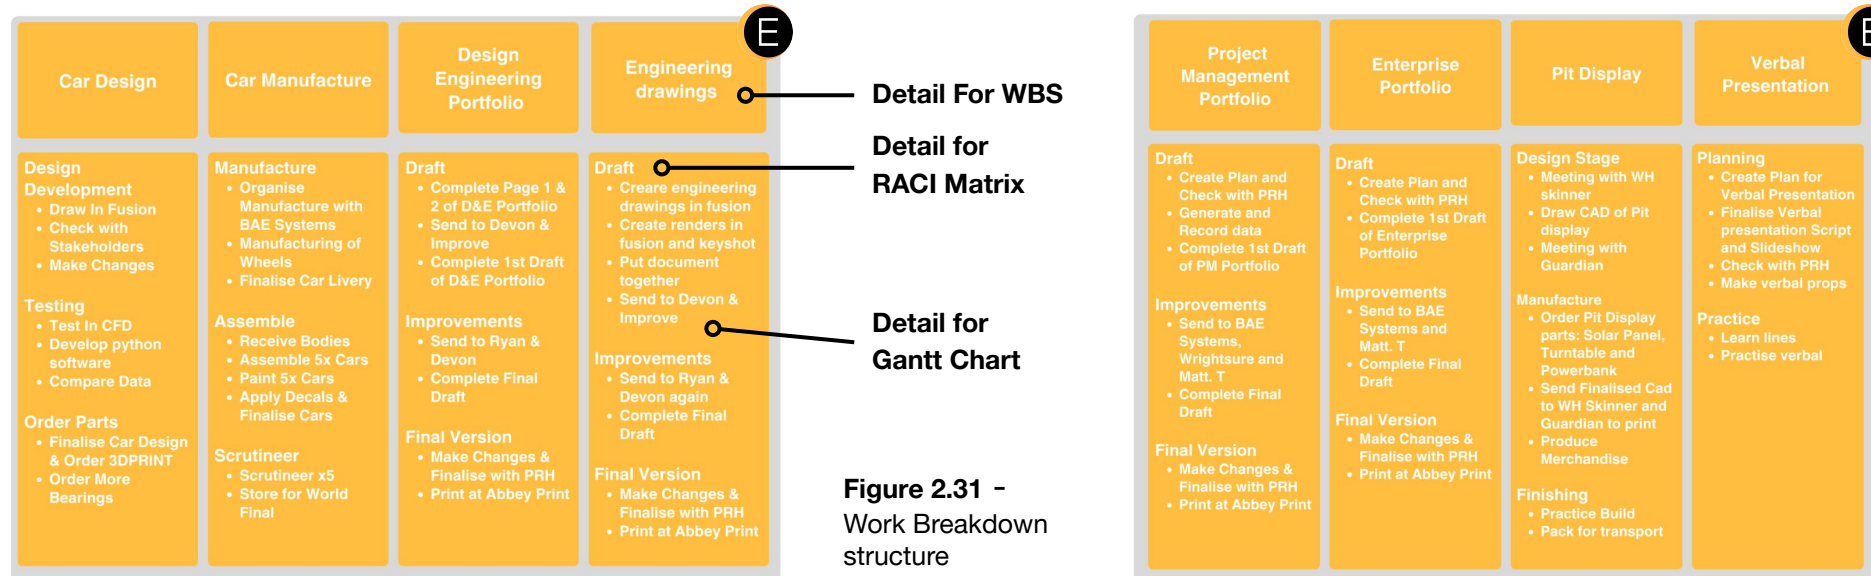 E
Car Design
Car Manufacture
Design
Engineering
Portfolio
Engineering
drawings
Design
Development
• Draw In Fusion
• Check with
Stakeholders
• Make Changes
Testing
• Test In CFD
• Develop python
software
• Compare Data
Order Parts
• Finalise Car Design
& Order 3DPRINT
• Order More
Bearings
Manufacture
• Organise
Manufacture with
BAE Systems
• Manufacturing of
Wheels
• Finalise Car Livery
Assemble
• Receive Bodies
• Assemble 5x Cars
• Paint 5x Cars
• Apply Decals &
Finalise Cars
Scrutineer
• Scrutineer x5
• Store for World
Final
Draft
• Complete Page 1 &
2 of D&E Portfolio
• Send to Devon &
Improve
• Complete 1st Draft
of D&E Portfolio
Improvements
• Send to Ryan &
Devon
• Complete Final
Draft
Final Version
• Make Changes &
Finalise with PRH
• Print at Abbey Print
Draft
• Creare engineering
drawings in fusion
• Create renders in
fusion and keyshot
• Put document
together
• Send to Devon &
Improve
Improvements
• Send to Ryan &
Devon again
• Complete Final
Draft
Final Version
• Make Changes &
Finalise with PRH
• Print at Abbey Print
Detail For WBS
Detail for
RACI Matrix
Detail for
Gantt Chart
Figure 2.31 -
Work Breakdown
structure
E
Project
Management
Portfolio
Enterprise
Portfolio
Pit Display
Verbal
Presentation
Draft
• Create Plan and
Check with PRH
• Generate and
Record data
• Complete 1st Draft
of PM Portfolio
Improvements
• Send to BAE
Systems,
Wrightsure and
Matt. T
• Complete Final
Draft
Final Version
• Make Changes &
Finalise with PRH
• Print at Abbey Print
Draft
• Create Plan and
Check with PRH
• Complete 1st Draft
of Enterprise
Portfolio
Improvements
• Send to BAE
Systems and
Matt. T
• Complete Final
Draft
Final Version
• Make Changes &
Finalise with PRH
• Print at Abbey Print
Design Stage
• Meeting with WH
skinner
• Draw CAD of Pit
display
• Meeting with
Guardian
Manufacture
• Order Pit Display
parts: Solar Panel,
Turntable and
Powerbank
• Send Finalised Cad
to WH Skinner and
Guardian to print
• Produce
Merchandise
Finishing
• Practice Build
• Pack for transport
Planning
• Create Plan for
Verbal Presentation
• Finalise Verbal
presentation Script
and Slideshow
• Check with PRH
• Make verbal props
Practice
• Learn lines
• Practise verbal